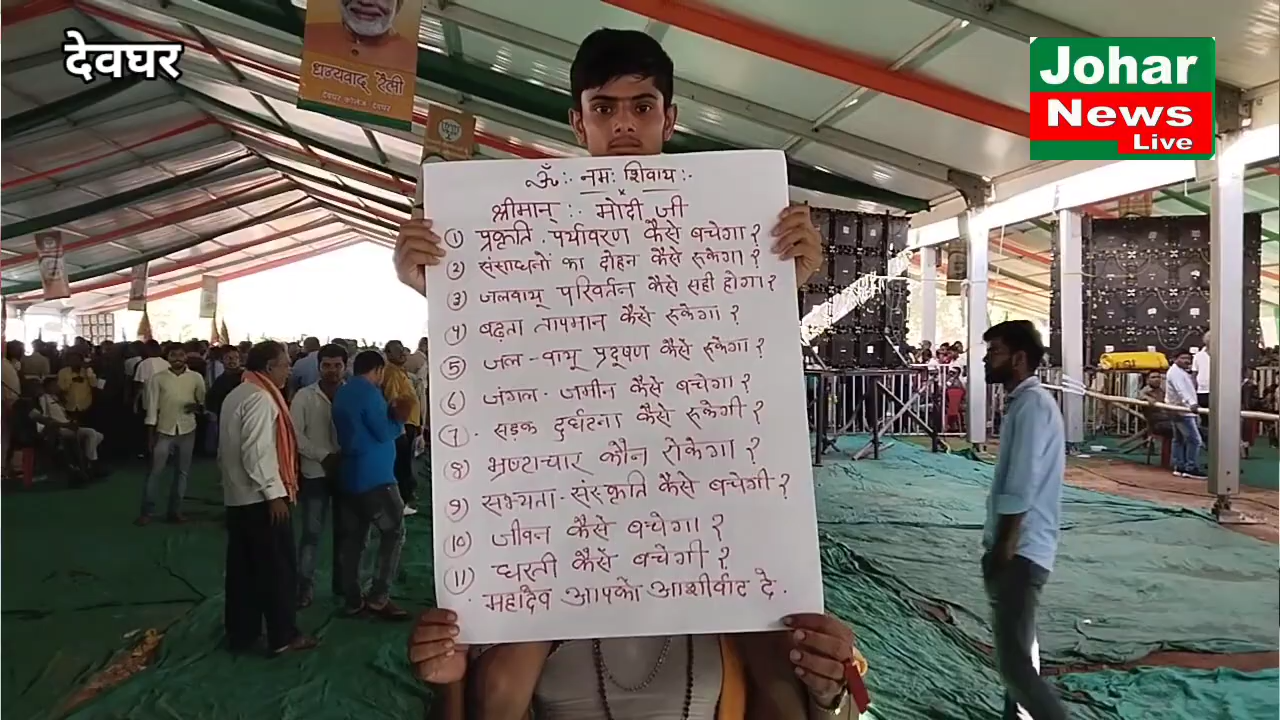 देवघर
धन्यवाद रैली
देवघर कॉलेज, देवघर
Johar
News
Live
ॐ :- नमः शिवाय :-
x
श्रीमान् :- मोदी जी
① प्रकृति - पर्यावरण कैसे बचेगा ?
② संसाधनों का दोहन कैसे रूकेगा ?
③ जलवायु परिवर्तन कैसे सही होगा ?
④ बढ़ता तापमान कैसे रूकेगा ?
⑤ जल - वायु प्रदूषण कैसे रूकेगा ?
⑥ जंगल - जमीन कैसे बचेगा ?
⑦ सड़क दुर्घटना कैसे रूकेगी ?
⑧ भ्रष्टाचार कौन रोकेगा ?
⑨ सभ्यता - संस्कृति कैसे बचेगी ?
⑩ जीवन कैसे बचेगा ?
⑪ धरती कैसे बचेगी ?
महादेव आपको आशीर्वाद दे .